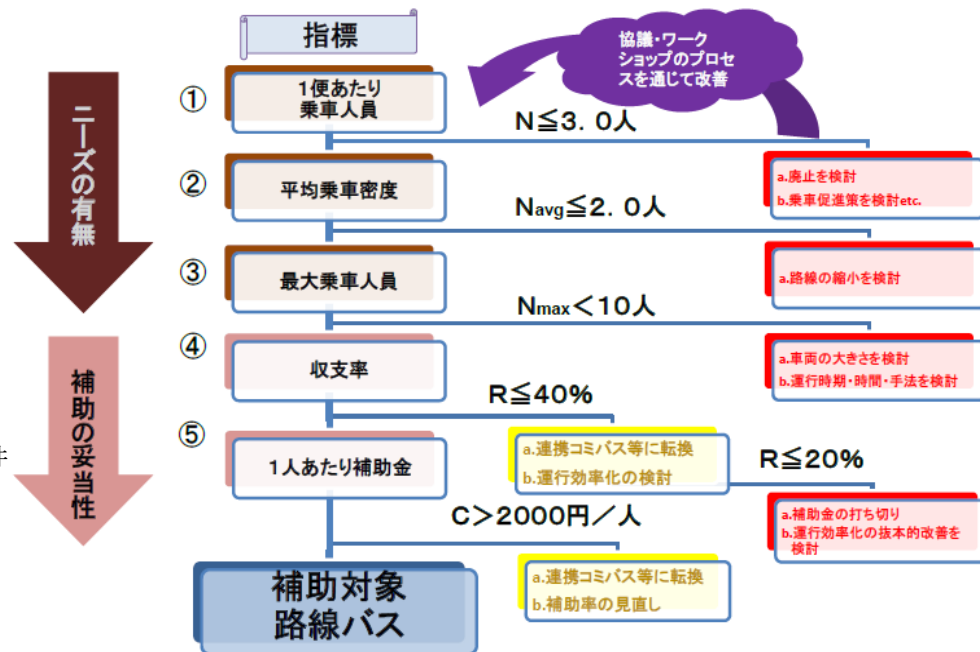 指標
協議・ワーク
ショップのプロセ
スを通じて改善
ニーズの有無
①
1便あたり
乗車人員
N≦3.0人
a.廃止を検討
b.乗車促進策を検討etc.
②
平均乗車密度
Navg≦2.0人
a.路線の縮小を検討
③
最大乗車人員
Nmax<10人
a.車両の大きさを検討
b.運行時期・時間・手法を検討
補助の妥当性
④
収支率
R≦40%
a.連携コミバス等に転換
b.運行効率化の検討
R≦20%
a.補助金の打ち切り
b.運行効率化の抜本的改善を
検討
⑤
1人あたり補助金
C>2000円/人
a.連携コミバス等に転換
b.補助率の見直し
補助対象
路線バス